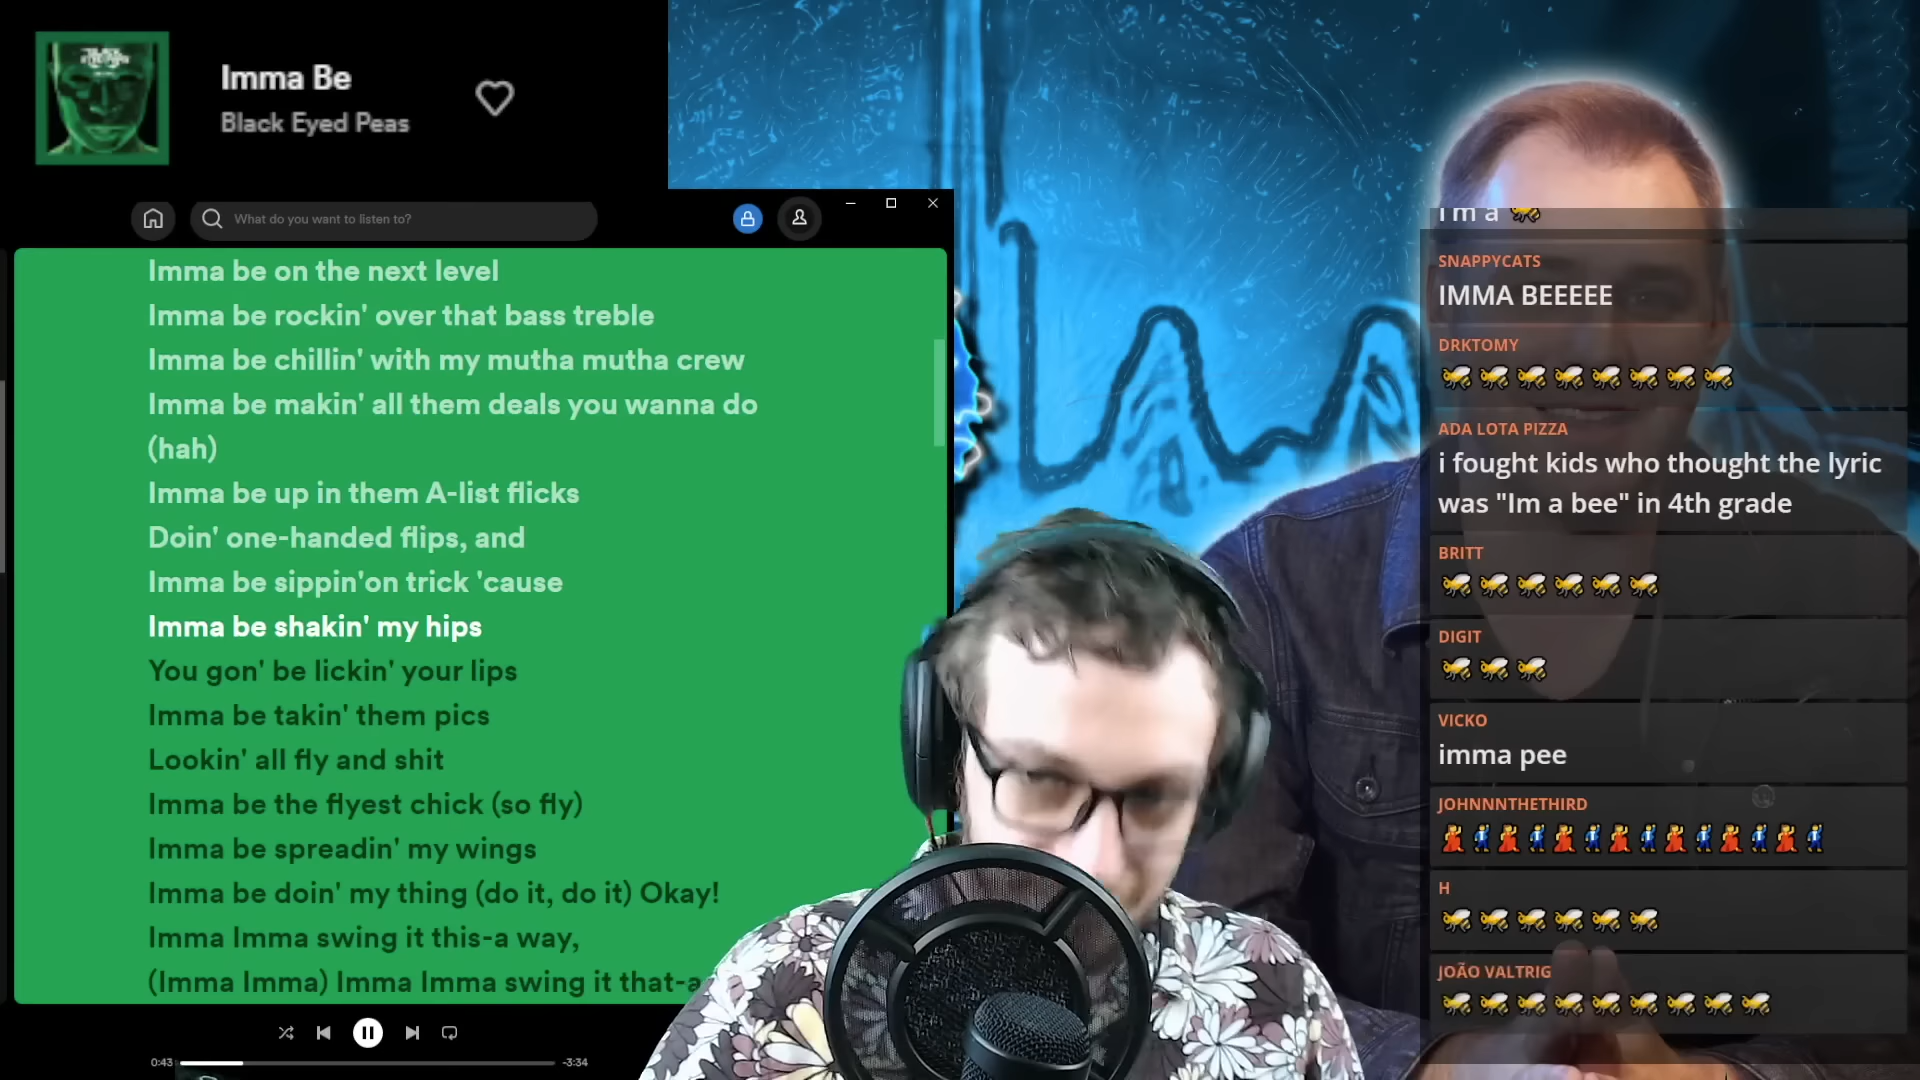 Imma Be
Black Eyed Peas
What do you want to listen to?
Imma be on the next level
Imma be rockin' over that bass treble
Imma be chillin' with my mutha mutha crew
Imma be makin' all them deals you wanna do
(hah)
Imma be up in them A-list flicks
Doin' one-handed flips, and
Imma be sippin'on trick 'cause
Imma be shakin' my hips
You gon' be lickin' your lips
Imma be takin' them pics
Lookin' all fly and shit
Imma be the flyest chick (so fly)
Imma be spreadin' my wings
Imma be doin' my thing (do it, do it) Okay!
Imma Imma swing it this-a way,
(Imma Imma) Imma Imma swing it that-a
0:43
-3:34
I'm a 🐝
SNAPPYCATS
IMMA BEEEEE
DRKTOMY
🐝🐝🐝🐝🐝🐝🐝🐝
ADA LOTA PIZZA
i fought kids who thought the lyric
was "Im a bee" in 4th grade
BRITT
🐝🐝🐝🐝🐝🐝
DIGIT
🐝🐝🐝
VICKO
imma pee
JOHNNNTHETHIRD
💃🕺💃🕺💃🕺💃🕺💃🕺💃🕺💃🕺
H
🐝🐝🐝🐝🐝🐝
JOÃO VALTRIG
🐝🐝🐝🐝🐝🐝🐝🐝🐝